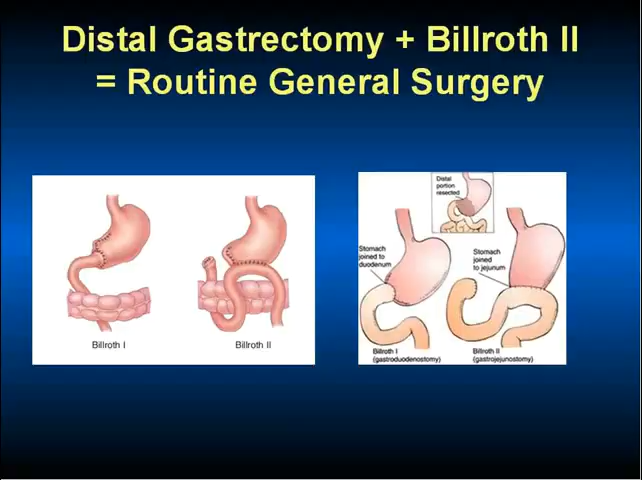 Distal Gastrectomy + Billroth II
= Routine General Surgery
Billroth I
Billroth II
Distal
portion
resected
Stomach
joined to
duodenum
Stomach
joined
to jejunum
Billroth I
(gastroduodenostomy)
Billroth II
(gastrojejunostomy)